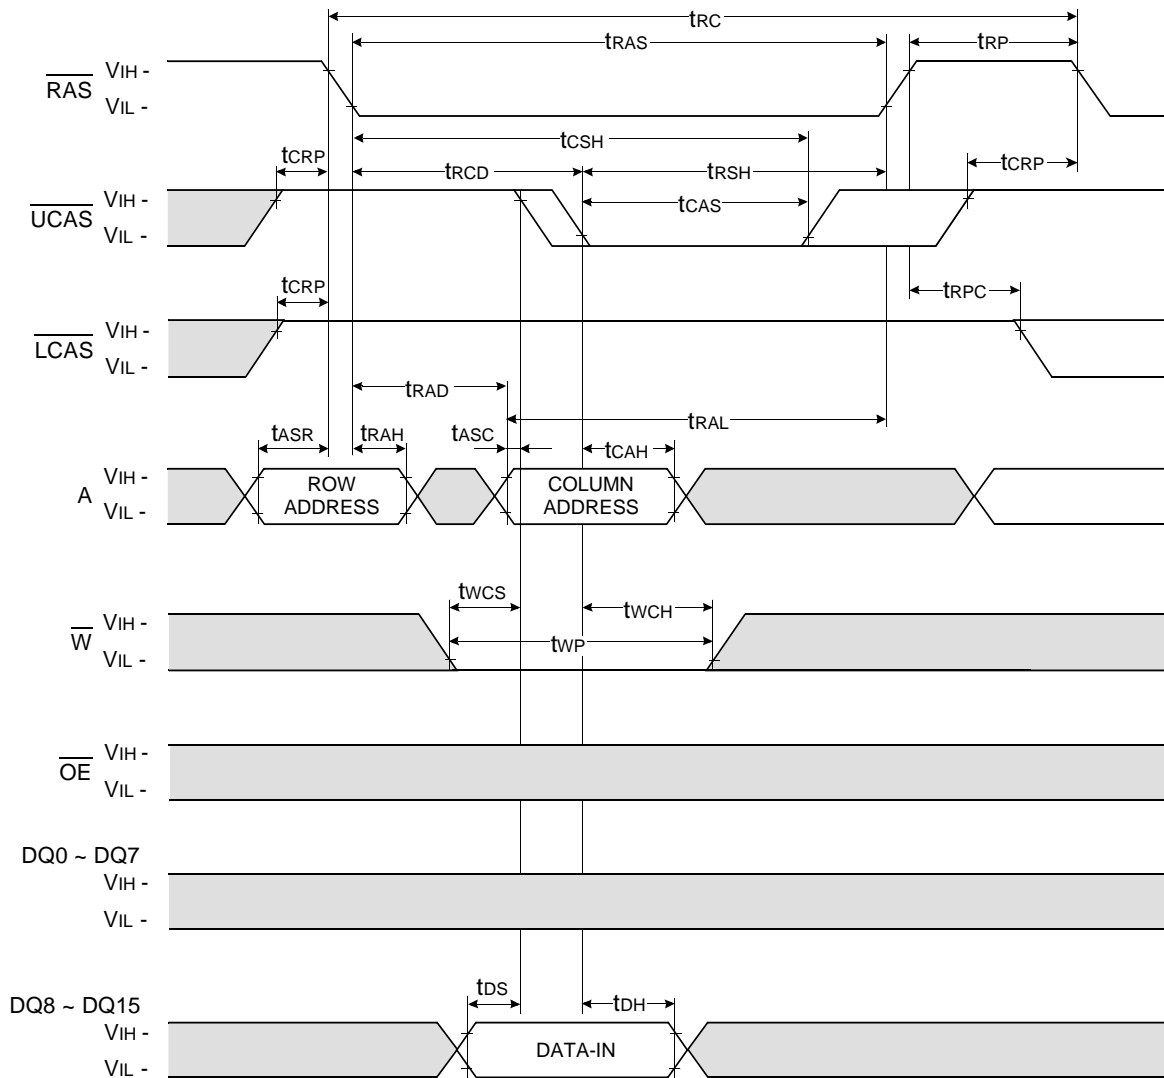 tRC
tRAS
tRP
RAS
VIH -
VIL -
tCSH
tCRP
tRCD
tRSH
tCRP
UCAS
VIH -
VIL -
tCAS
tCRP
tRPC
LCAS
VIH -
VIL -
tRAD
tRAL
tASR
tRAH
tASC
tCAH
A
VIH -
VIL -
ROW
ADDRESS
COLUMN
ADDRESS
tWCS
tWCH
tWP
W
VIH -
VIL -
OE
VIH -
VIL -
DQ0 ~ DQ7
VIH -
VIL -
DQ8 ~ DQ15
VIH -
VIL -
tDS
tDH
DATA-IN